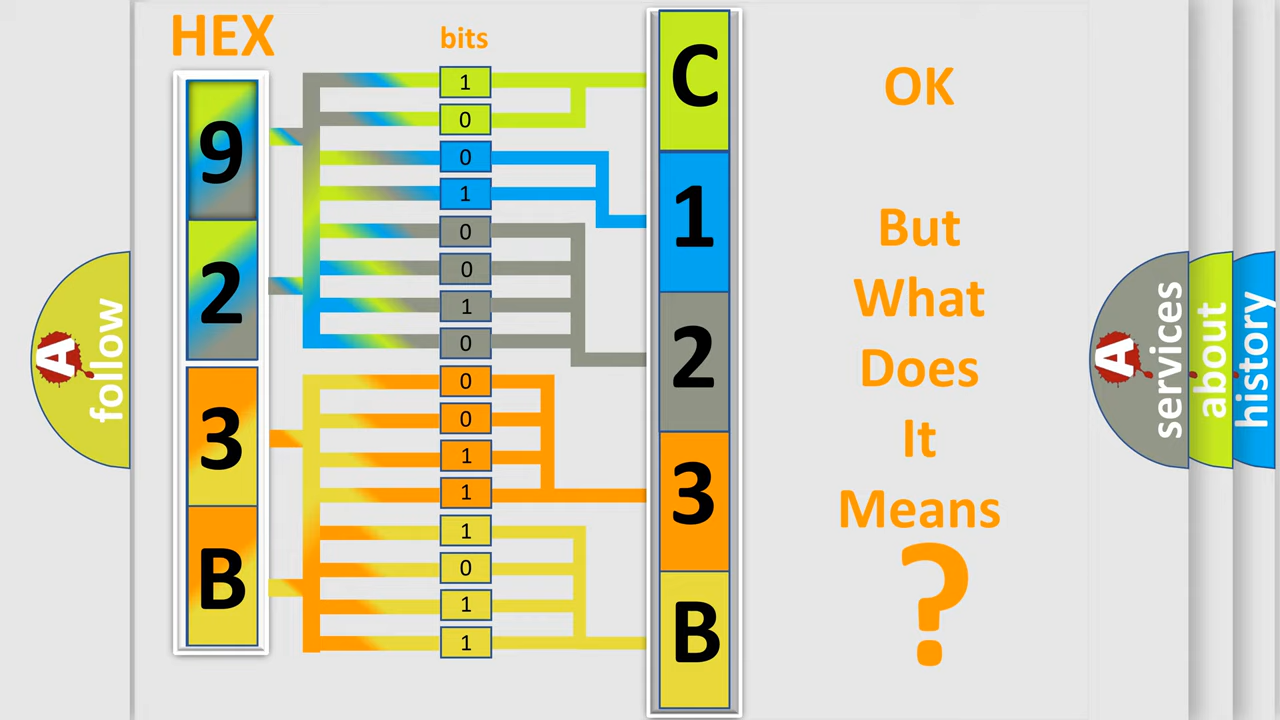 HEX
bits
9
2
3
B
1
0
0
1
0
0
1
0
0
0
1
1
1
0
1
1
C
1
2
3
B
OK
But
What
Does
It
Means
?
A
follow
A
services
about
history